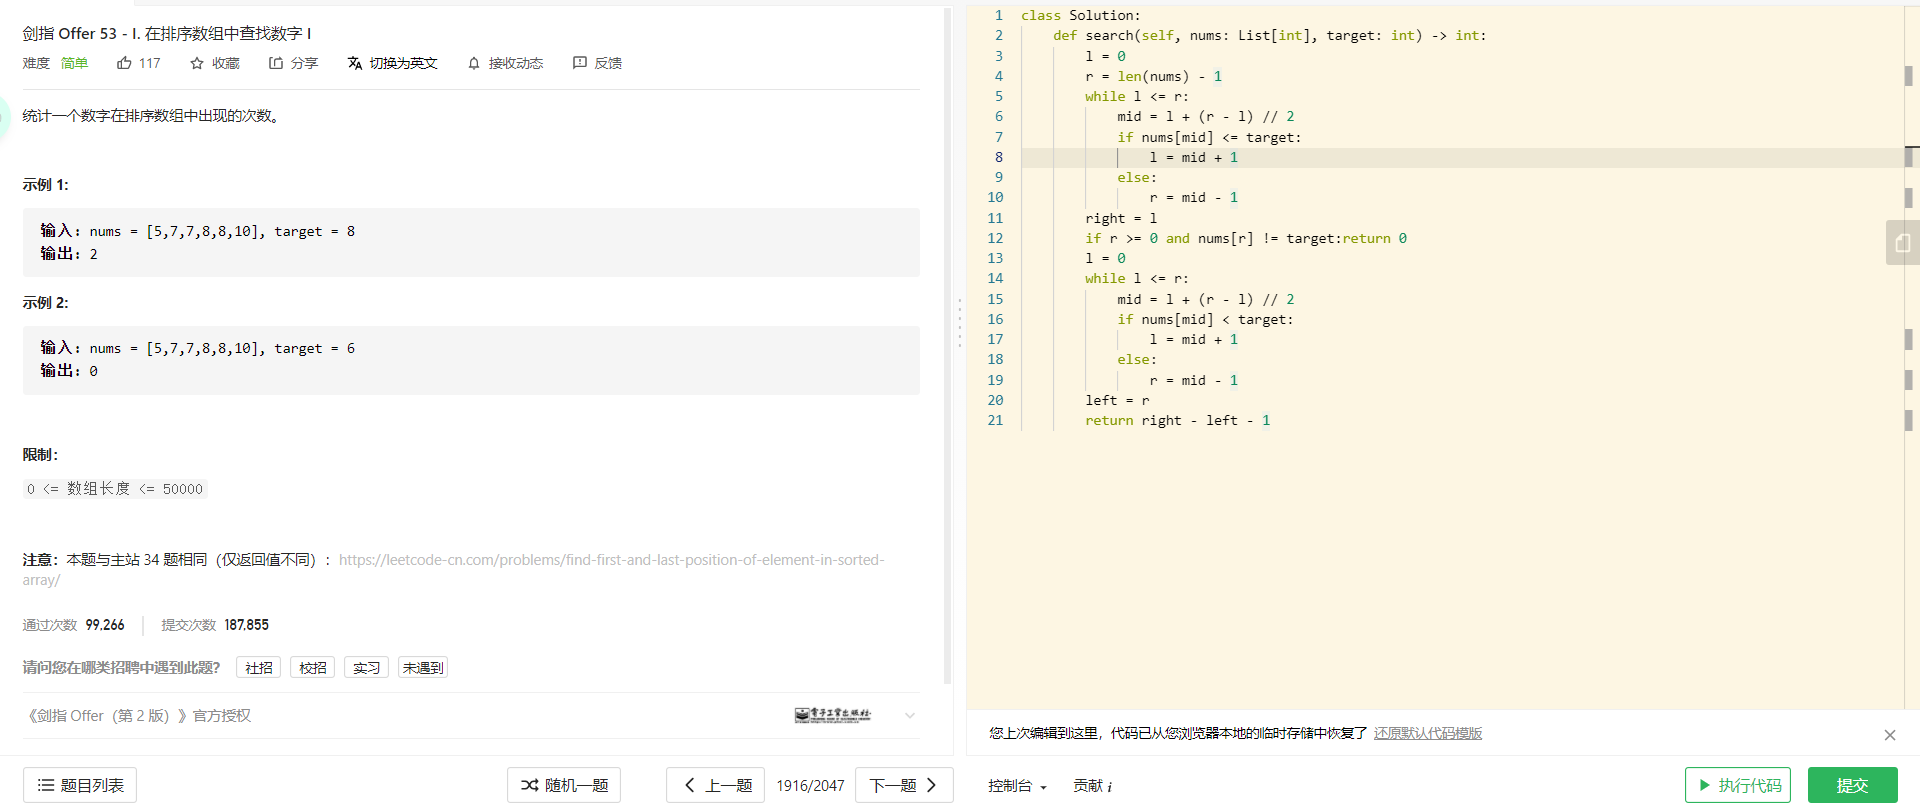 剑指 Offer 53 - I. 在排序数组中查找数字 I
难度 简单 117 收藏 分享 切换为英文 接收动态 反馈
统计一个数字在排序数组中出现的次数。
示例 1:
输入: nums = [5,7,7,8,8,10], target = 8
输出: 2
示例 2:
输入: nums = [5,7,7,8,8,10], target = 6
输出: 0
限制：
0 <= 数组长度 <= 50000
注意：本题与主站 34 题相同（仅返回值不同）：https://leetcode-cn.com/problems/find-first-and-last-position-of-element-in-sorted-
array/
通过次数 99,266 提交次数 187,855
请问您在哪类招聘中遇到此题？ 社招 校招 实习 未遇到
《剑指 Offer（第 2 版）》官方授权
电子工业出版社
题目列表 随机一题 上一题 1916/2047 下一题
1 class Solution:
2     def search(self, nums: List[int], target: int) -> int:
3         l = 0
4         r = len(nums) - 1
5         while l <= r:
6             mid = l + (r - l) // 2
7             if nums[mid] <= target:
8                 l = mid + 1
9             else:
10                 r = mid - 1
11         right = l
12         if r >= 0 and nums[r] != target:return 0
13         l = 0
14         while l <= r:
15             mid = l + (r - l) // 2
16             if nums[mid] < target:
17                 l = mid + 1
18             else:
19                 r = mid - 1
20         left = r
21         return right - left - 1
您上次编辑到这里，代码已从您浏览器本地的临时存储中恢复了 还原默认代码模版
控制台 贡献 i 执行代码 提交